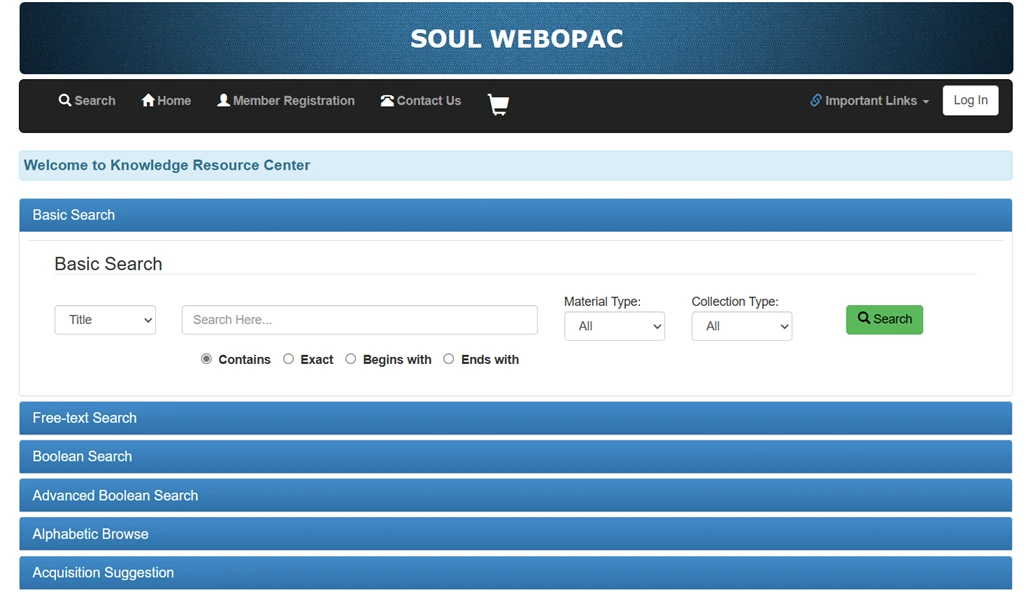 SOUL WEBOPAC
Search Home Member Registration Contact Us Important Links Log In
Welcome to Knowledge Resource Center
Basic Search
Basic Search
Material Type: Collection Type:
Title Search Here... All All Search
Contains Exact Begins with Ends with
Free-text Search
Boolean Search
Advanced Boolean Search
Alphabetic Browse
Acquisition Suggestion